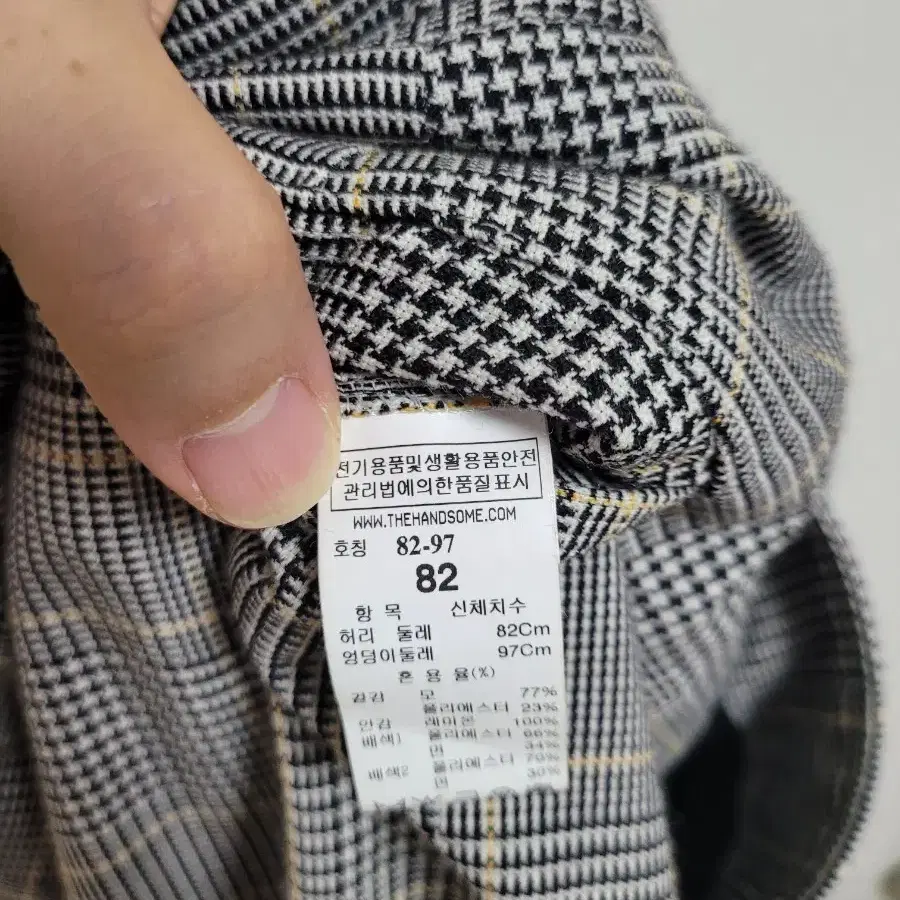 전기용품및생활용품안전
관리법에의한품질표시
WWW.THEHANDSOME.COM
호칭 82-97
82
항 목 신체치수
허리 둘레 82Cm
엉덩이둘레 97Cm
혼 용 율(%)
겉감 모 77%
폴리에스터 23%
안감 레이온 100%
배색1 폴리에스터 66%
면 34%
배색2 폴리에스터 70%
면 30%